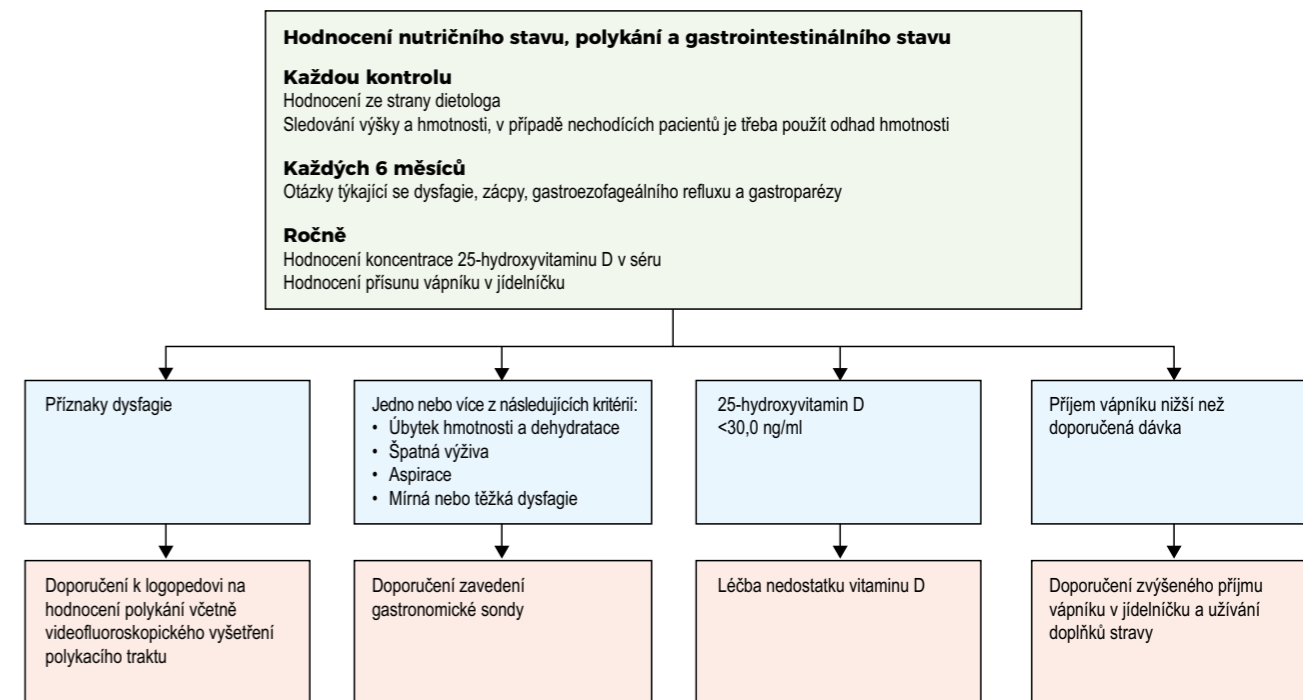 Hodnocení nutričního stavu, polykání a gastrointestinálního stavu
Každou kontrolu
Hodnocení ze strany dietologa
Sledování výšky a hmotnosti, v případě nechodících pacientů je třeba použít odhad hmotnosti
Každých 6 měsíců
Otázky týkající se dysfagie, zácpy, gastroezofageálního refluxu a gastroparézy
Ročně
Hodnocení koncentrace 25-hydroxyvitaminu D v séru
Hodnocení přísunu vápníku v jídelníčku
Příznaky dysfagie
Jedno nebo více z následujících kritérií:
• Úbytek hmotnosti a dehydratace
• Špatná výživa
• Aspirace
• Mírná nebo těžká dysfagie
25-hydroxyvitamin D
<30,0 ng/ml
Příjem vápníku nižší než
doporučená dávka
Doporučení k logopedovi na
hodnocení polykání včetně
videofluoroskopického vyšetření
polykacího traktu
Doporučení zavedení
gastronomické sondy
Léčba nedostatku vitaminu D
Doporučení zvýšeného příjmu
vápníku v jídelníčku a užívání
doplňků stravy